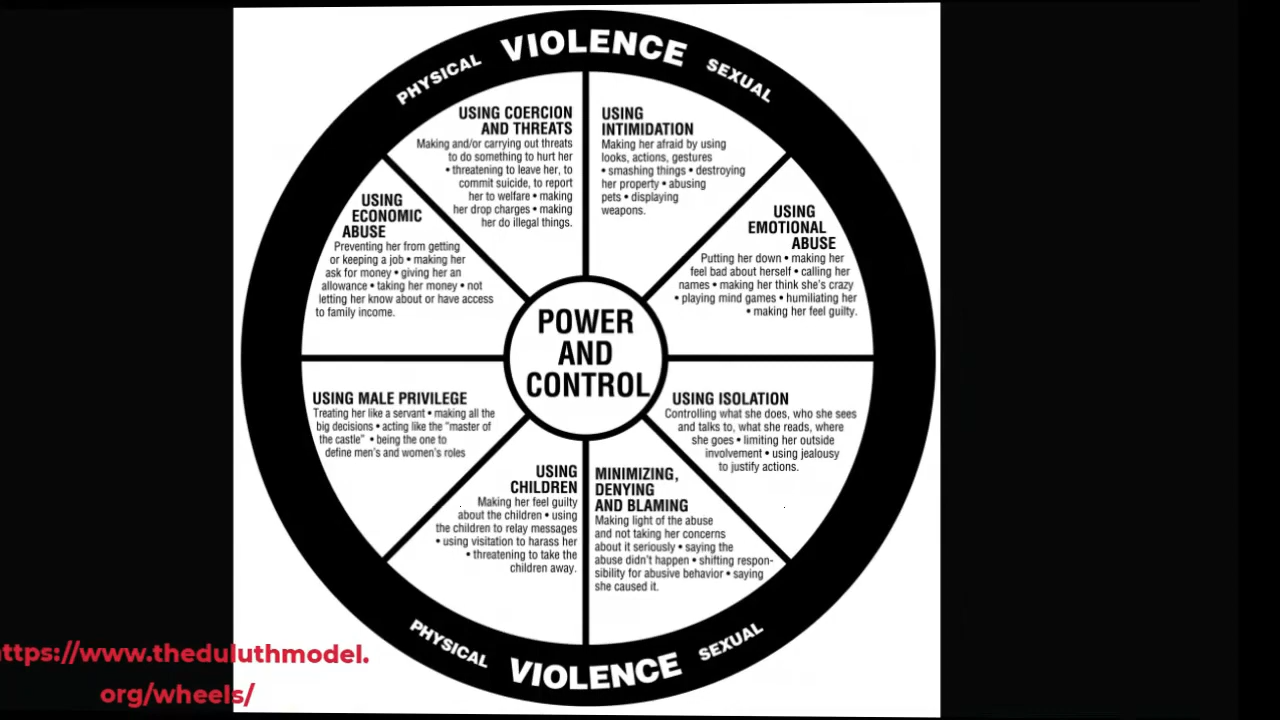 PHYSICAL VIOLENCE SEXUAL
USING COERCION
AND THREATS
Making and/or carrying out threats
to do something to hurt her
• threatening to leave her, to
commit suicide, to report
her to welfare • making
her drop charges • making
her do illegal things.
USING
INTIMIDATION
Making her afraid by using
looks, actions, gestures
• smashing things • destroying
her property • abusing
pets • displaying
weapons.
USING
EMOTIONAL
ABUSE
Putting her down • making her
feel bad about herself • calling her
names • making her think she's crazy
• playing mind games • humiliating her
• making her feel guilty.
USING ISOLATION
Controlling what she does, who she sees
and talks to, what she reads, where
she goes • limiting her outside
involvement • using jealousy
to justify actions.
MINIMIZING,
DENYING
AND BLAMING
Making light of the abuse
and not taking her concerns
about it seriously • saying the
abuse didn't happen • shifting respon-
sibility for abusive behavior • saying
she caused it.
USING
CHILDREN
Making her feel guilty
about the children • using
the children to relay messages
• using visitation to harass her
• threatening to take the
children away.
USING MALE PRIVILEGE
Treating her like a servant • making all the
big decisions • acting like the "master of
the castle" • being the one to
define men's and women's roles
USING
ECONOMIC
ABUSE
Preventing her from getting
or keeping a job • making her
ask for money • giving her an
allowance • taking her money • not
letting her know about or have access
to family income.
POWER
AND
CONTROL
PHYSICAL VIOLENCE SEXUAL
ttps://www.theduluthmodel.
org/wheels/